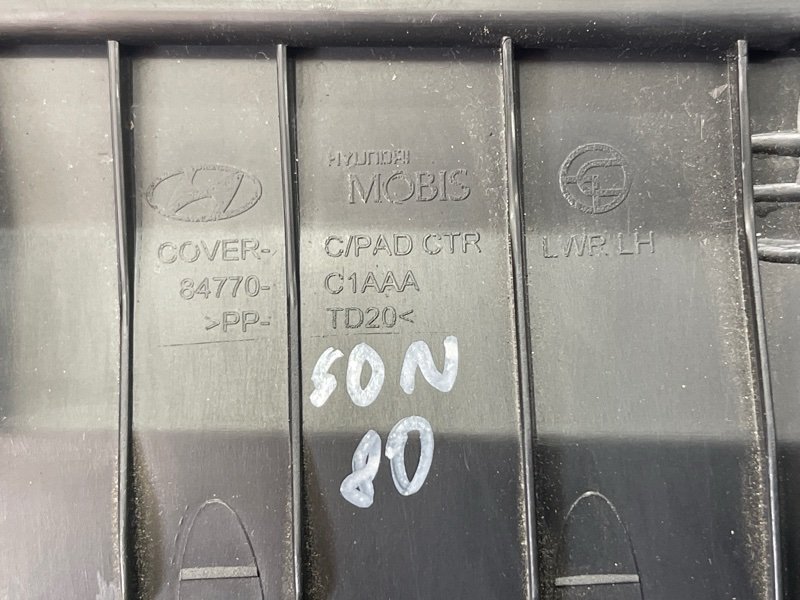 HYUNDAI
MOBIS
COVER- C/PAD CTR LWR LH
84770- C1AAA
>PP- TD20<
SON
80